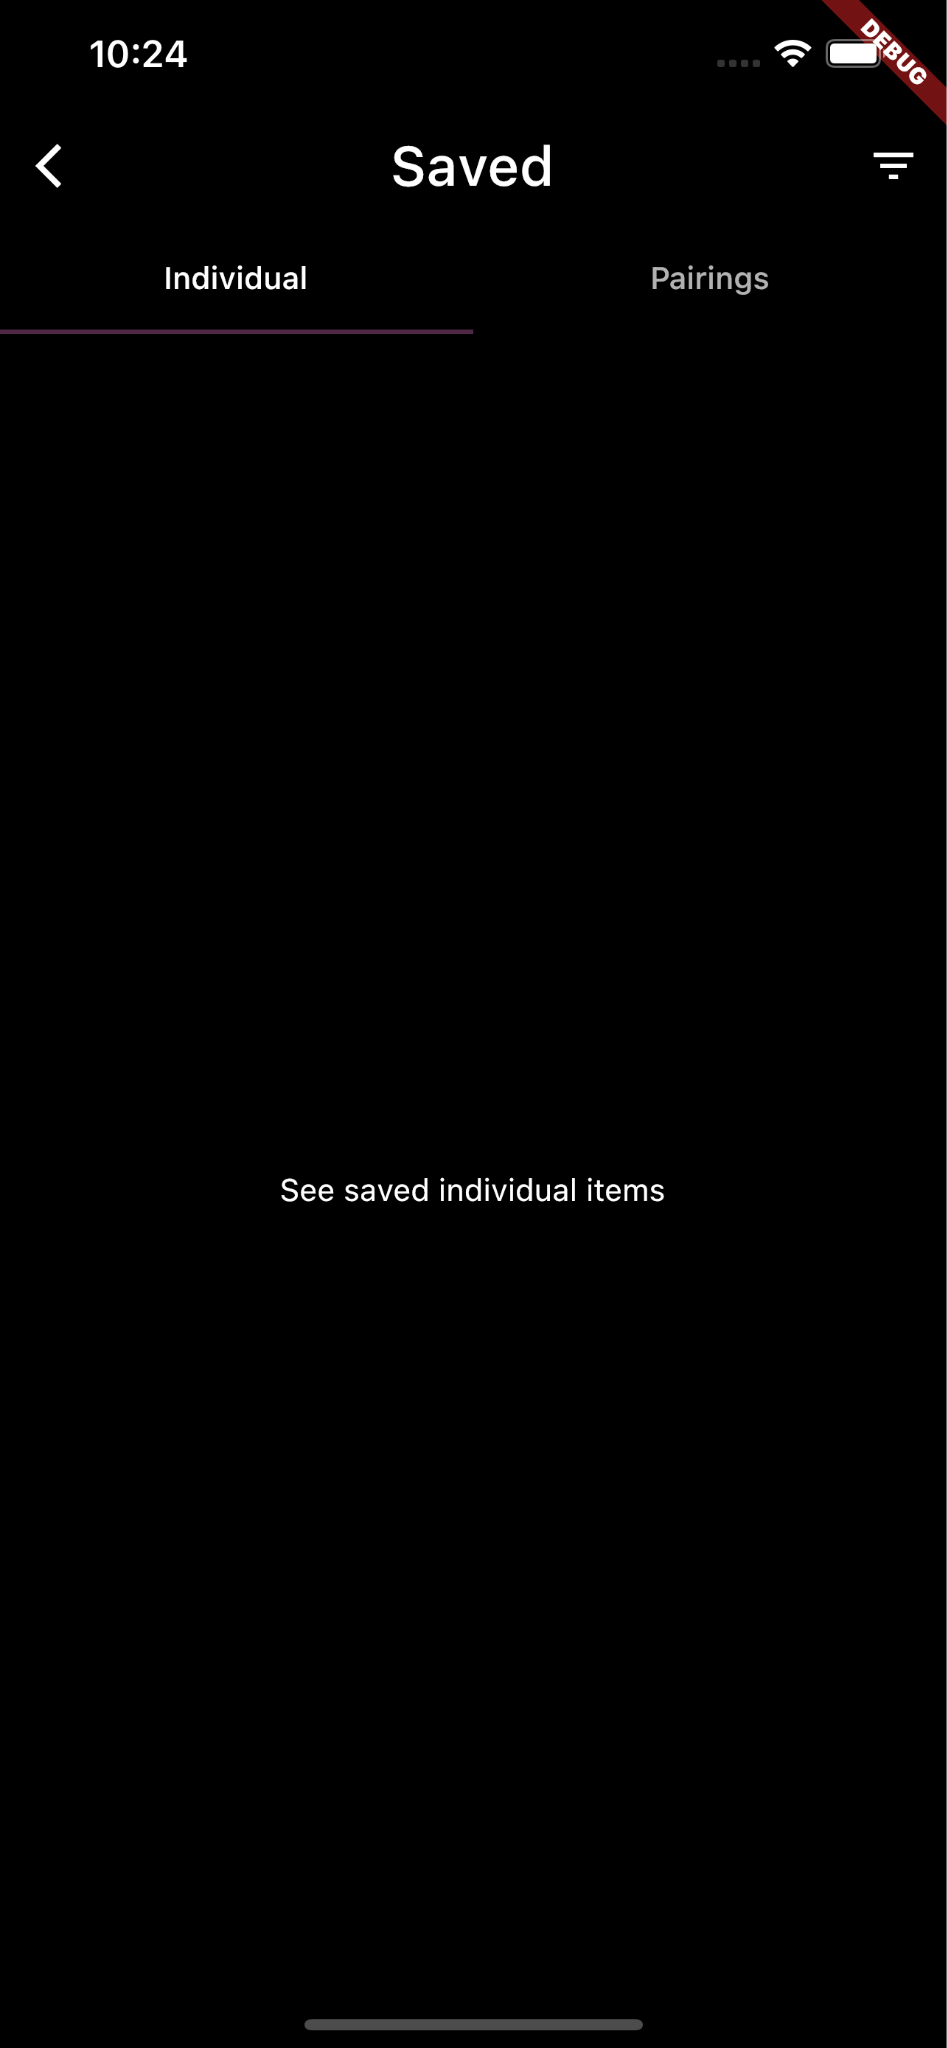 10:24
DEBUG
Saved
Individual
Pairings
See saved individual items